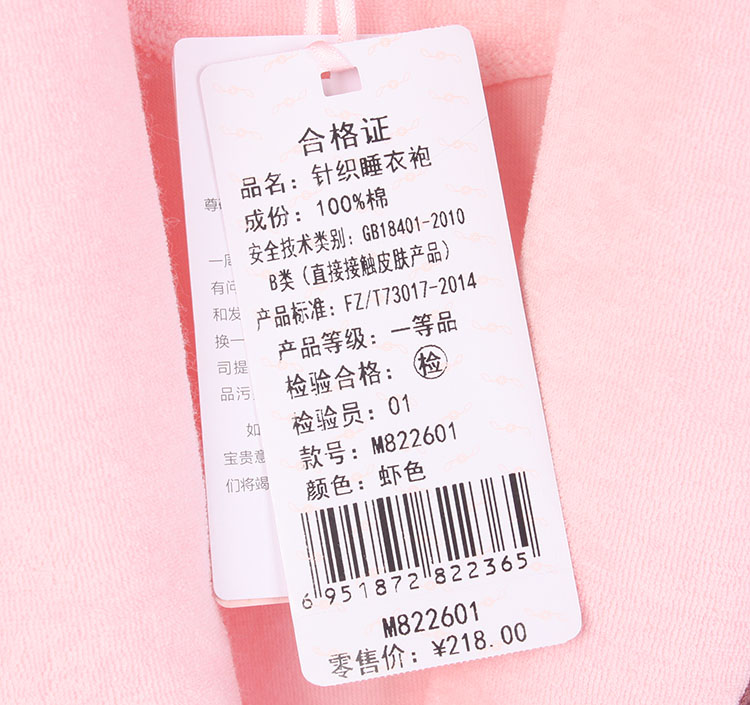 合格证
品名：针织睡衣袍
成份：100%棉
安全技术类别：GB18401-2010
B类（直接接触皮肤产品）
产品标准：FZ/T73017-2014
产品等级：一等品
检验合格：检
检验员：01
款号：M822601
颜色：虾色
6 951872 822365
M822601
零售价：¥218.00
尊
一
有问
和发
换一
司提
品污
如
宝贵意
们将竭